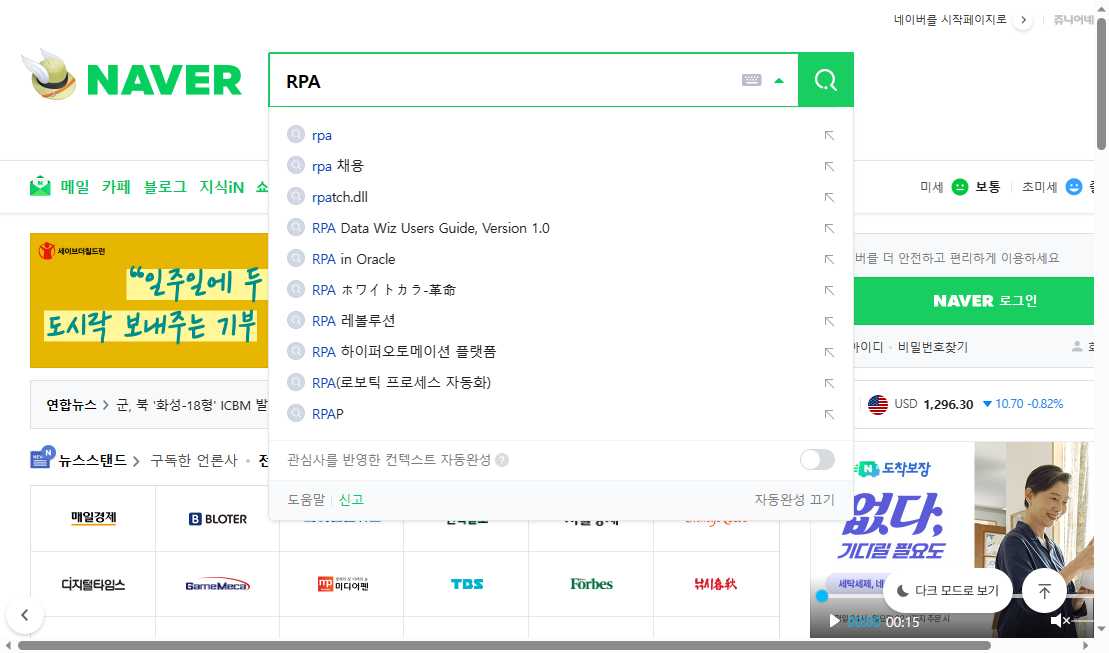 네이버를 시작페이지로
쥬니어네
NAVER
RPA
rpa
rpa 채용
rpatch.dll
RPA Data Wiz Users Guide, Version 1.0
RPA in Oracle
RPA ホワイトカラ-革命
RPA 레볼루션
RPA 하이퍼오토메이션 플랫폼
RPA(로보틱 프로세스 자동화)
RPAP
관심사를 반영한 컨텍스트 자동완성 ?
도움말 신고
자동완성 끄기
메일 카페 블로그 지식iN 쇼
미세 보통 초미세
세이브더칠드런
“일주일에 두
도시락 보내주는 기부
버를 더 안전하고 편리하게 이용하세요
NAVER 로그인
아이디 · 비밀번호찾기
연합뉴스 > 군, 북 '화성-18형' ICBM 발
USD 1,296.30 ▼ 10.70 -0.82%
NEW N
뉴스스탠드 > 구독한 언론사 · 전
매일경제
BLOTER
디지털타임스
GameMeca
mp 미디어펜
TBS
Forbes
낚시춘추
N 도착보장
없다;
기다릴 필요도
세탁세제, 네
다크 모드로 보기
00:15